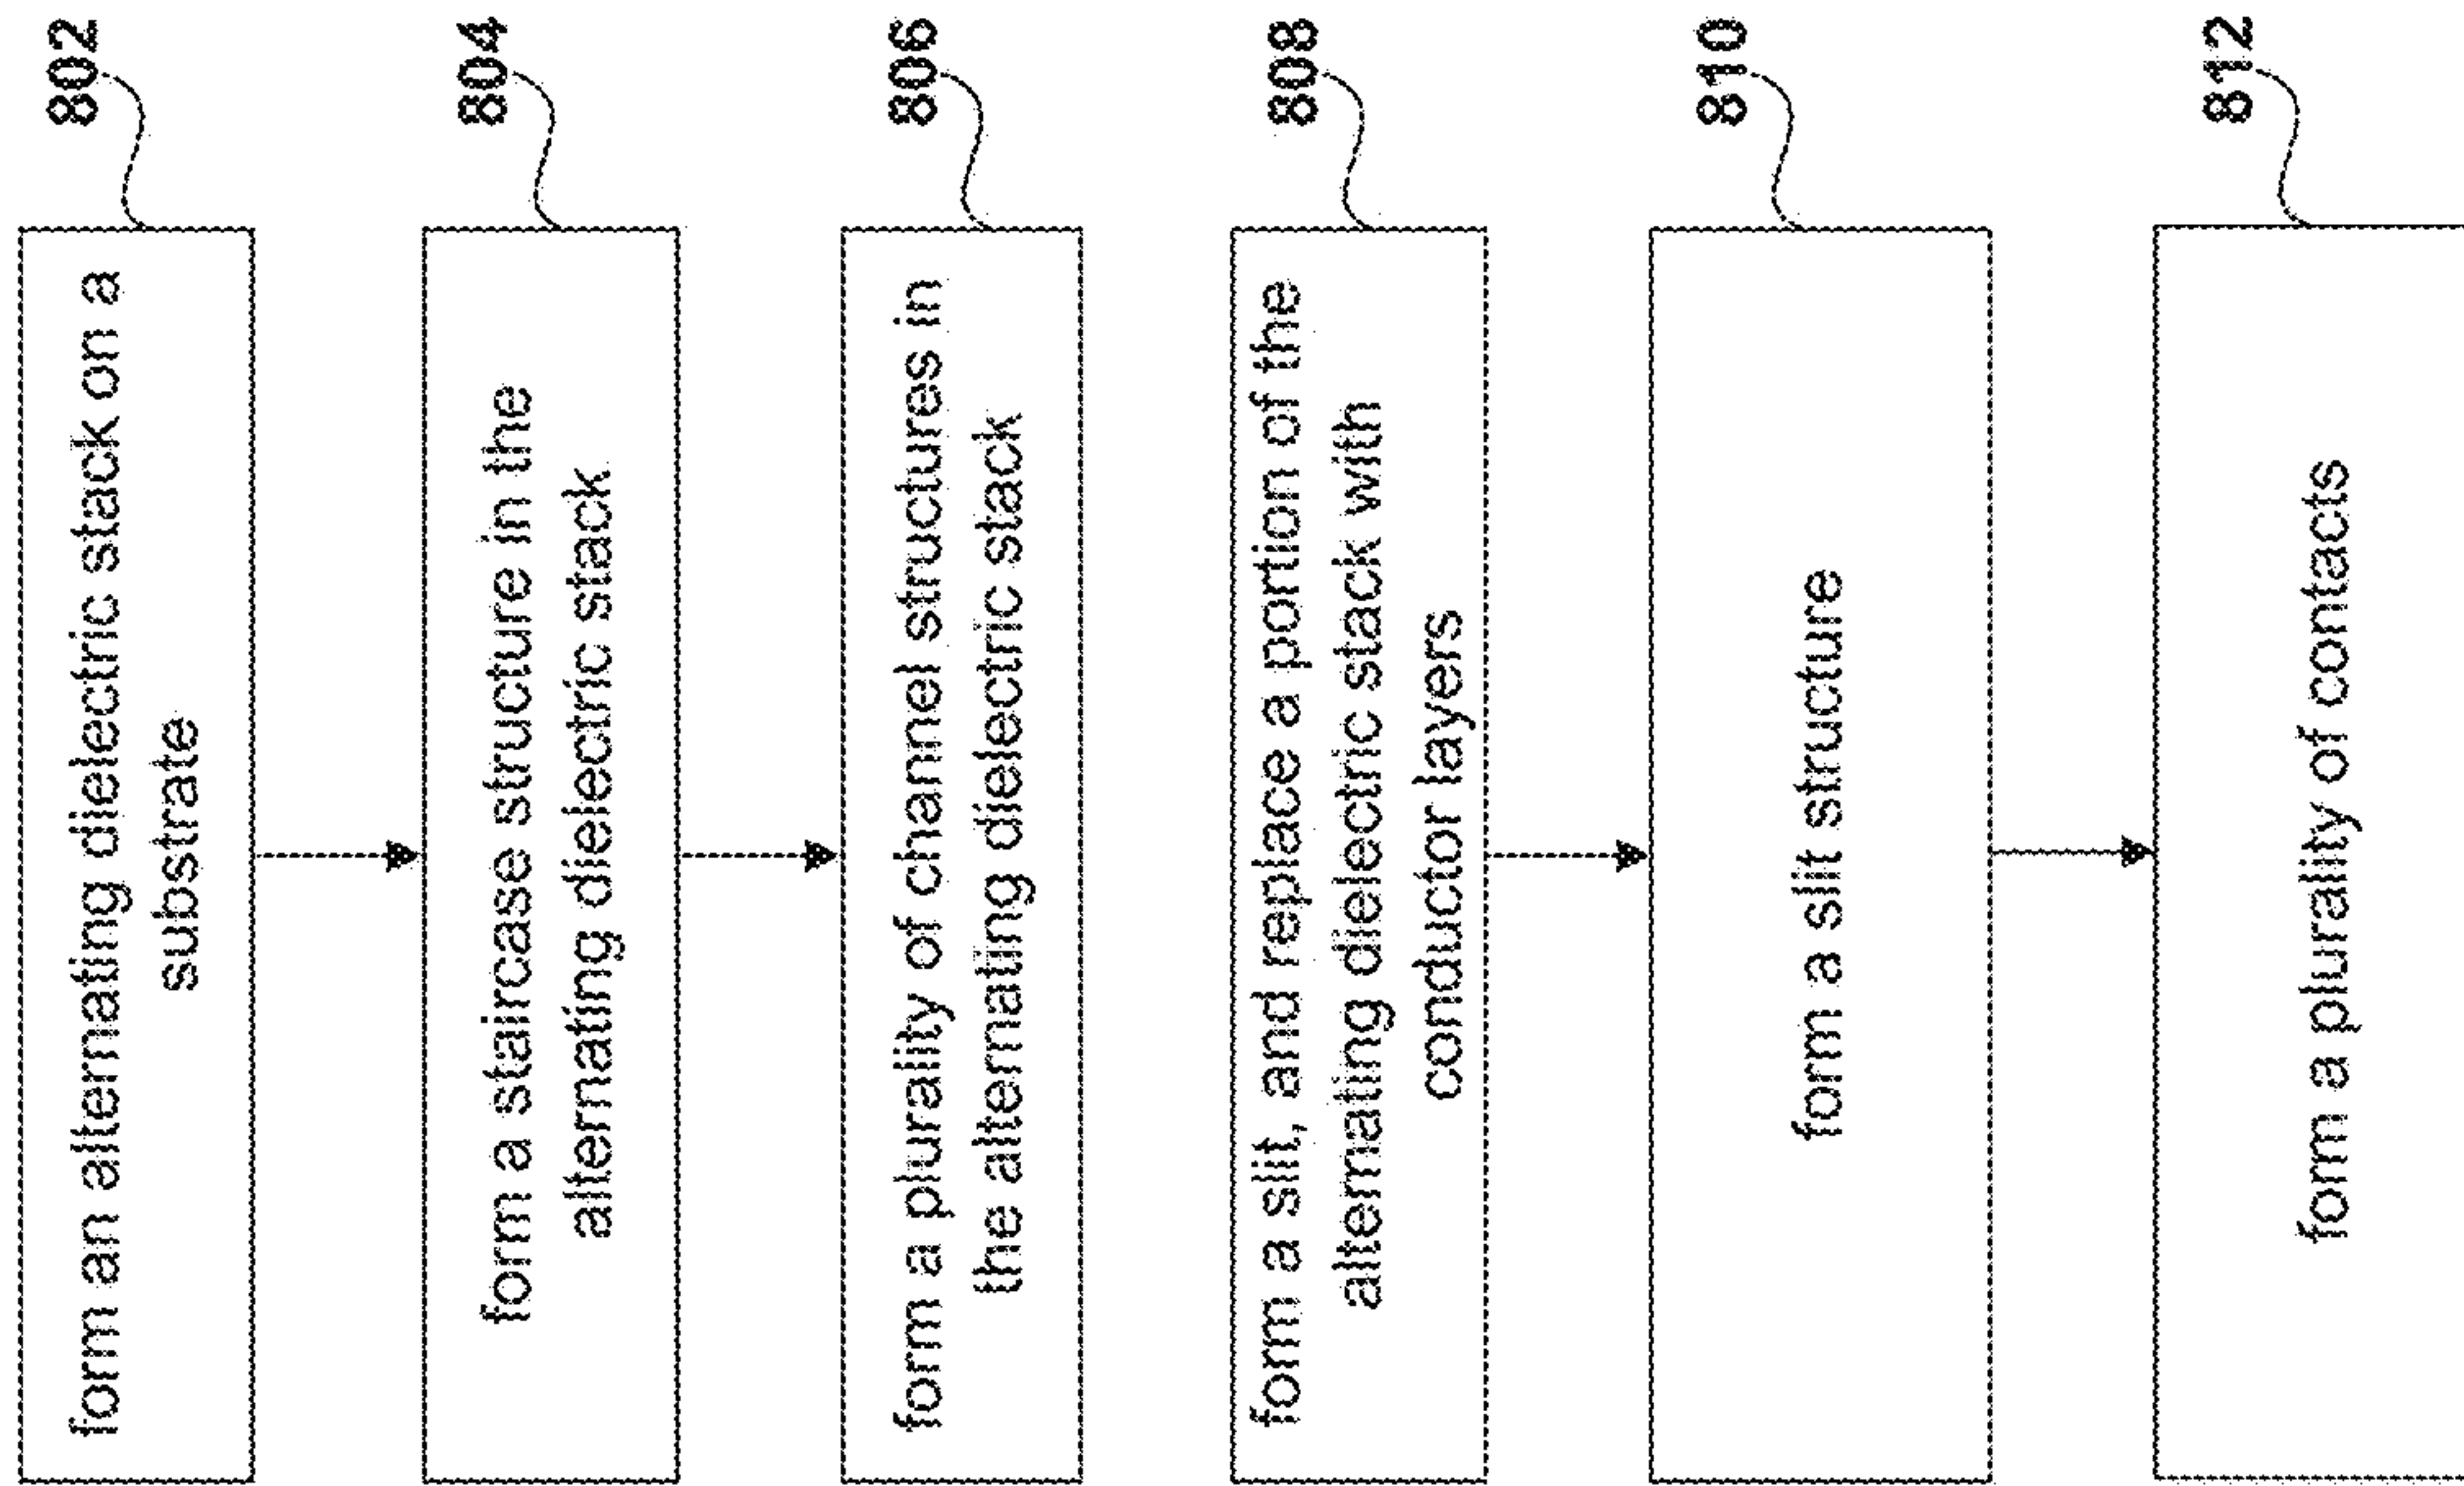 802
form an alternating dielectric stack on a
substrate
804
form a staircase structure in the
alternating dielectric stack
806
form a plurality of channel structures in
the alternating dielectric stack
808
form a slit, and replace a portion of the
alternating dielectric stack with
conductor layers
810
form a slit structure
812
form a plurality of contacts